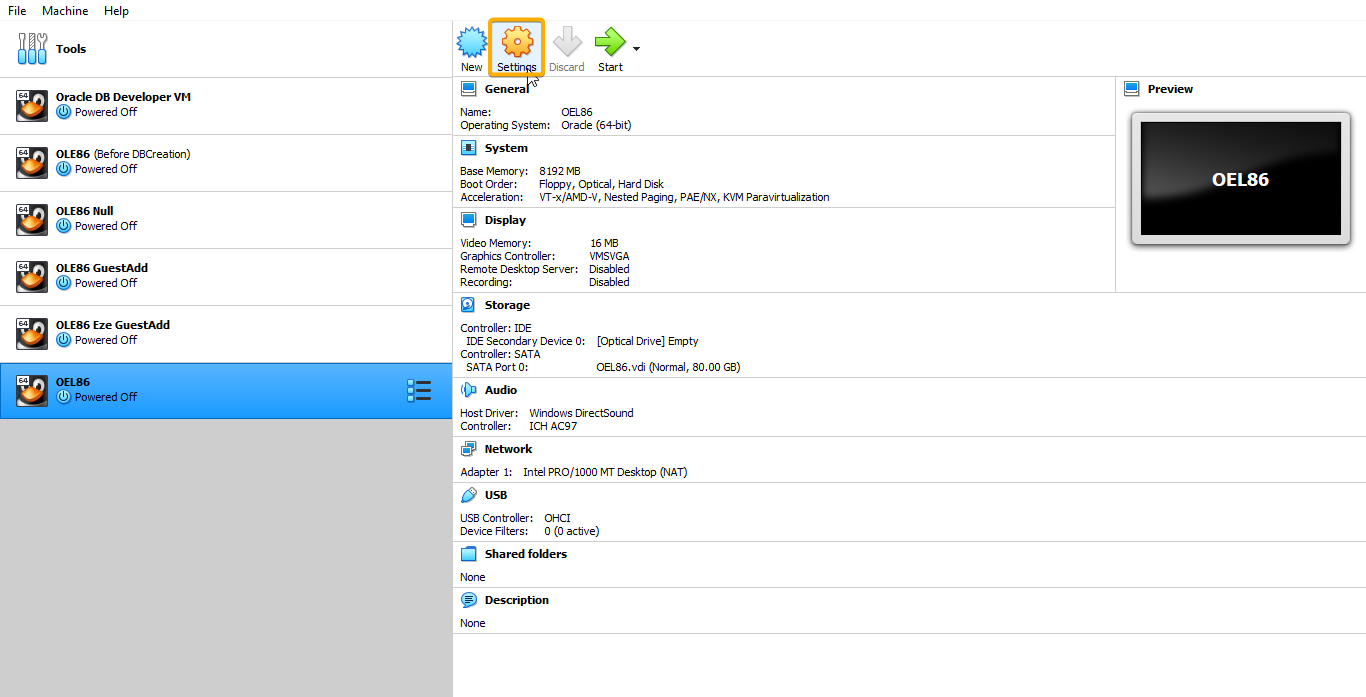 File Machine Help
Tools
New Settings Discard Start
64 Oracle DB Developer VM
Powered Off
64 OLE86 (Before DBCreation)
Powered Off
64 OLE86 Null
Powered Off
64 OLE86 GuestAdd
Powered Off
64 OLE86 Eze GuestAdd
Powered Off
64 OEL86
Powered Off
General
Name: OEL86
Operating System: Oracle (64-bit)
System
Base Memory: 8192 MB
Boot Order: Floppy, Optical, Hard Disk
Acceleration: VT-x/AMD-V, Nested Paging, PAE/NX, KVM Paravirtualization
Display
Video Memory: 16 MB
Graphics Controller: VMSVGA
Remote Desktop Server: Disabled
Recording: Disabled
Storage
Controller: IDE
IDE Secondary Device 0: [Optical Drive] Empty
Controller: SATA
SATA Port 0: OEL86.vdi (Normal, 80.00 GB)
Audio
Host Driver: Windows DirectSound
Controller: ICH AC97
Network
Adapter 1: Intel PRO/1000 MT Desktop (NAT)
USB
USB Controller: OHCI
Device Filters: 0 (0 active)
Shared folders
None
Description
None
Preview
OEL86